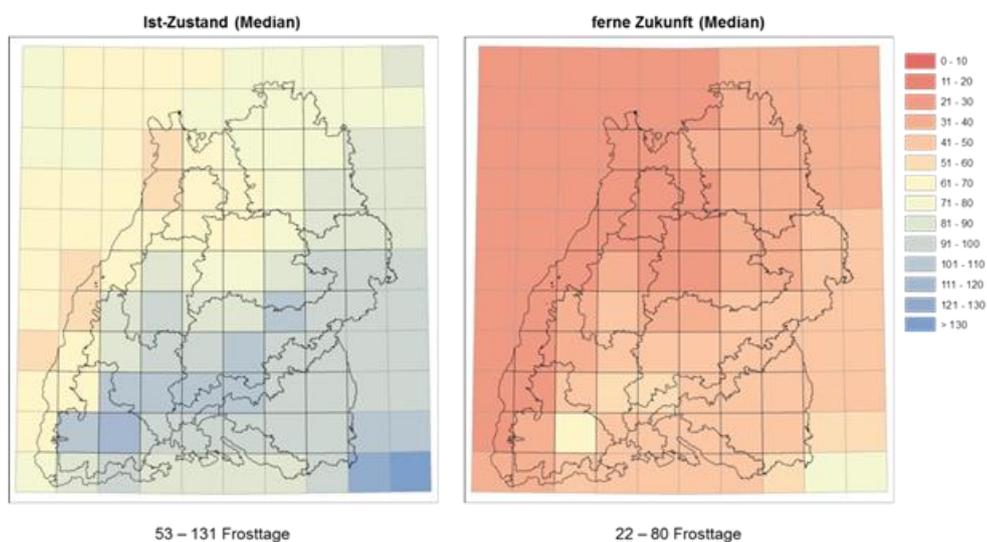 Ist-Zustand (Median)
ferne Zukunft (Median)
0 - 10
11 - 20
21 - 30
31 - 40
41 - 50
51 - 60
61 - 70
71 - 80
81 - 90
91 - 100
101 - 110
111 - 120
121 - 130
> 130
53 – 131 Frosttage
22 – 80 Frosttage